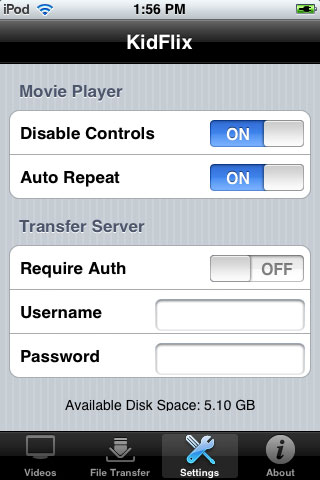 iPod 1:56 PM
KidFlix
Movie Player
Disable Controls ON
Auto Repeat ON
Transfer Server
Require Auth OFF
Username
Password
Available Disk Space: 5.10 GB
Videos File Transfer Settings About